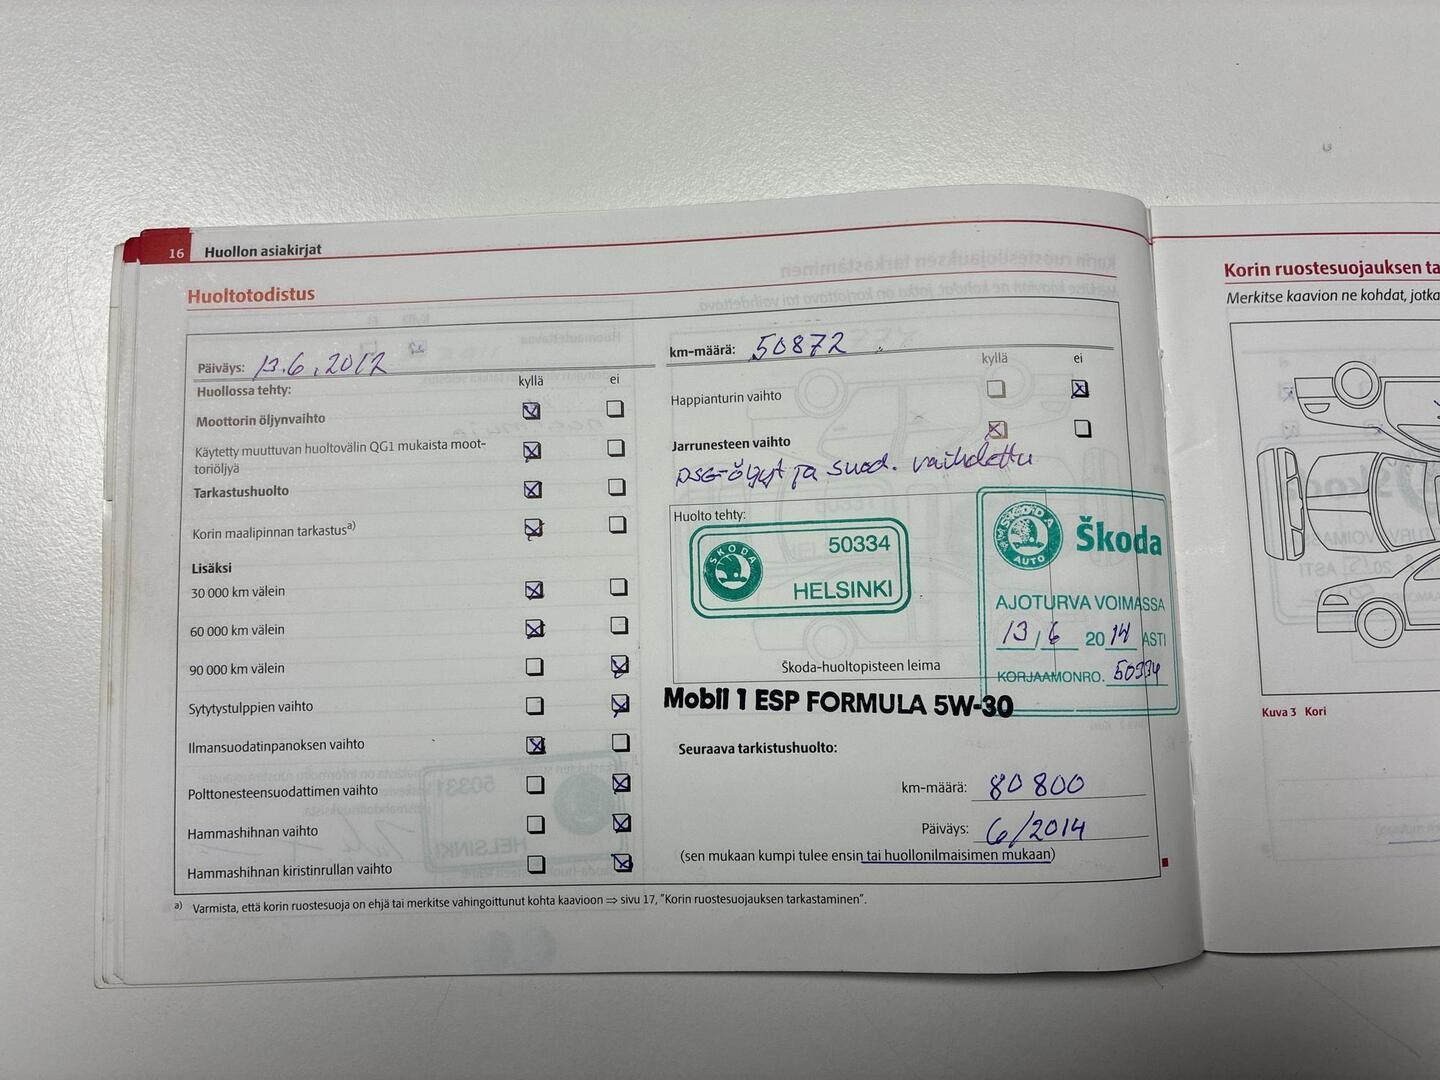 16 Huollon asiakirjat
Huoltotodistus
Päiväys: 13.6.2012
Huollossa tehty: kyllä ei
Moottorin öljynvaihto
Käytetty muuttuvan huoltovälin QG1 mukaista moot-
toriöljyä
Tarkastushuolto
Korin maalipinnan tarkastus a)
Lisäksi
30 000 km välein
60 000 km välein
90 000 km välein
Sytytystulppien vaihto
Ilmansuodatinpanoksen vaihto
Polttonesteensuodattimen vaihto
Hammashihnan vaihto
Hammashihnan kiristinrullan vaihto
km-määrä: 50872
kyllä ei
Happianturin vaihto
Jarrunesteen vaihto
DSG-öljyt ja suod. vaihdettu
Huolto tehty:
SKODA
50334
HELSINKI
Škoda-huoltopisteen leima
SKODA
AUTO
Škoda
AJOTURVA VOIMASSA
13/6 2014 ASTI
KORJAAMONRO. 50334
Mobil 1 ESP FORMULA 5W-30
Seuraava tarkistushuolto:
km-määrä: 80 800
Päiväys: 6/2014
(sen mukaan kumpi tulee ensin tai huollonilmaisimen mukaan)
a) Varmista, että korin ruostesuoja on ehjä tai merkitse vahingoittunut kohta kaavioon ⇒ sivu 17, "Korin ruostesuojauksen tarkastaminen".
Korin ruostesuojauksen ta
Merkitse kaavion ne kohdat, jotka
Kuva 3 Kori